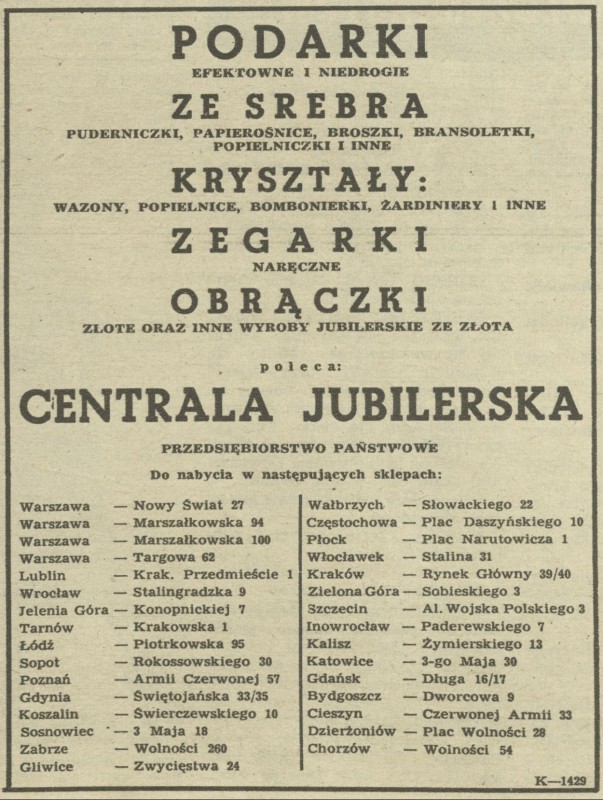 PODARKI
EFEKTOWNE I NIEDROGIE
ZE SREBRA
PUDERNICZKI, PAPIEROŚNICE, BROSZKI, BRANSOLETKI,
POPIELNICZKI I INNE
KRYSZTAŁY:
WAZONY, POPIELNICE, BOMBONIERKI, ŻARDINIERY I INNE
ZEGARKI
NARĘCZNE
OBRĄCZKI
ZLOTE ORAZ INNE WYROBY JUBILERSKIE ZE ZŁOTA
poleca:
CENTRALA JUBILERSKA
PRZEDSIĘBIORSTWO PAŃSTWOWE
Do nabycia w następujących sklepach:
Warszawa — Nowy Świat 27
Warszawa — Marszałkowska 94
Warszawa — Marszałkowska 100
Warszawa — Targowa 62
Lublin — Krak. Przedmieście 1
Wrocław — Stalingradzka 9
Jelenia Góra — Konopnickiej 7
Tarnów — Krakowska 1
Łódź — Piotrkowska 95
Sopot — Rokossowskiego 30
Poznań — Armii Czerwonej 57
Gdynia — Świętojańska 33/35
Koszalin — Świerczewskiego 10
Sosnowiec — 3 Maja 18
Zabrze — Wolności 260
Gliwice — Zwycięstwa 24
Wałbrzych — Słowackiego 22
Częstochowa — Plac Daszyńskiego 10
Płock — Plac Narutowicza 1
Włocławek — Stalina 31
Kraków — Rynek Główny 39/40
Zielona Góra — Sobieskiego 3
Szczecin — Al. Wojska Polskiego 3
Inowrocław — Paderewskiego 7
Kalisz — Żymierskiego 13
Katowice — 3-go Maja 30
Gdańsk — Długa 16/17
Bydgoszcz — Dworcowa 9
Cieszyn — Czerwonej Armii 33
Dzierżoniów — Plac Wolności 28
Chorzów — Wolności 54
K—1429